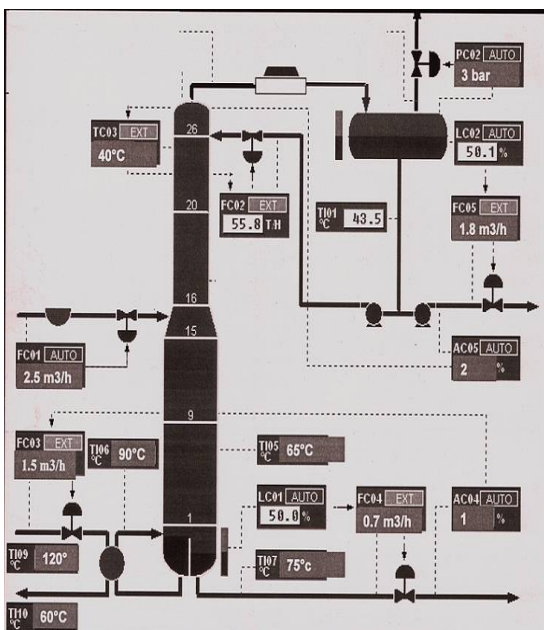 PC02 AUTO
3 bar
26
TC03 EXT
40°C
LC02 AUTO
50.1 %
20
FC02 EXT
55.8 T/H
TI01 °C 43.5
FC05 EXT
1.8 m3/h
16
15
FC01 AUTO
2.5 m3/h
AC05 AUTO
2 %
9
FC03 EXT
1.5 m3/h
TI06 °C 90°C
TI05 °C 65°C
LC01 AUTO
50.0 %
FC04 EXT
0.7 m3/h
AC04 AUTO
1 %
1
TI09 °C 120°
TI07 °C 75°c
TI10 °C 60°C